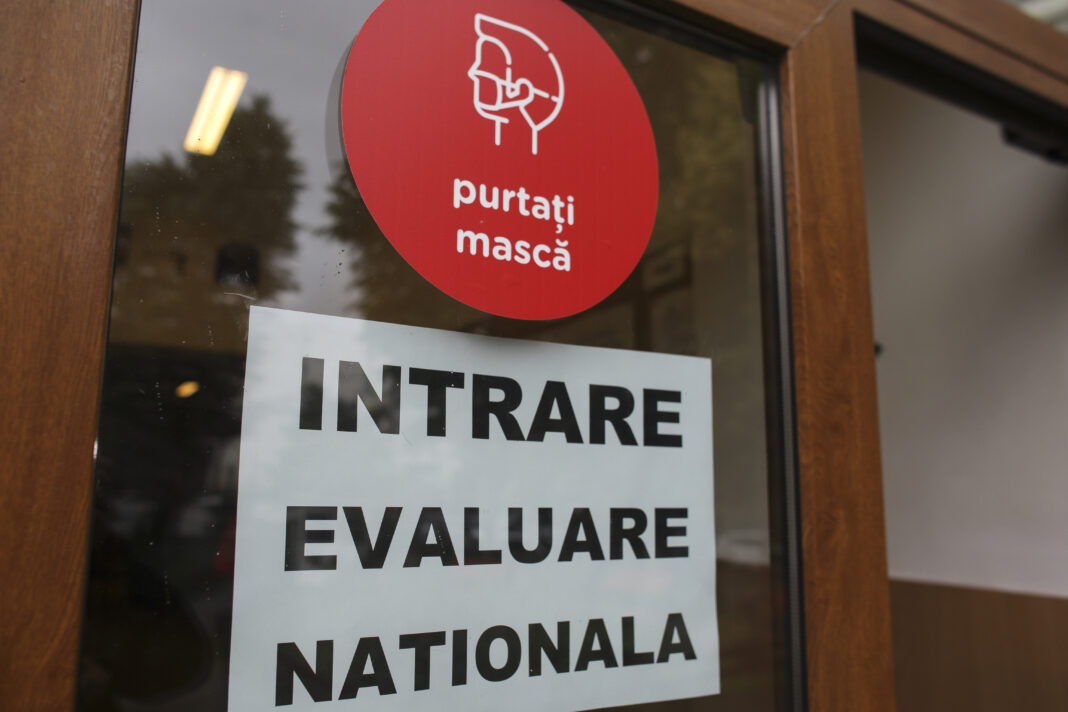 purtați
mască
INTRARE
EVALUARE
NATIONALA